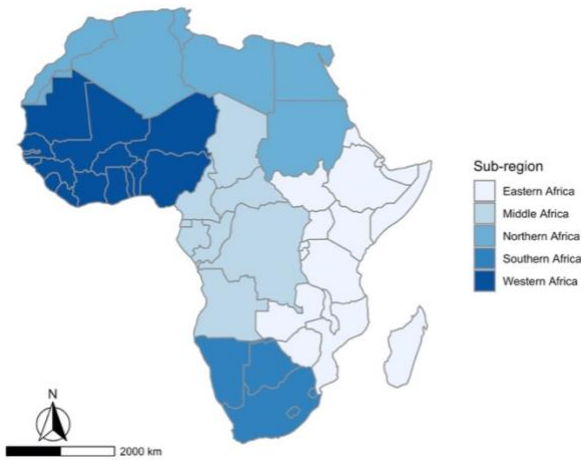 Sub-region
Eastern Africa
Middle Africa
Northern Africa
Southern Africa
Western Africa
N
2000 km